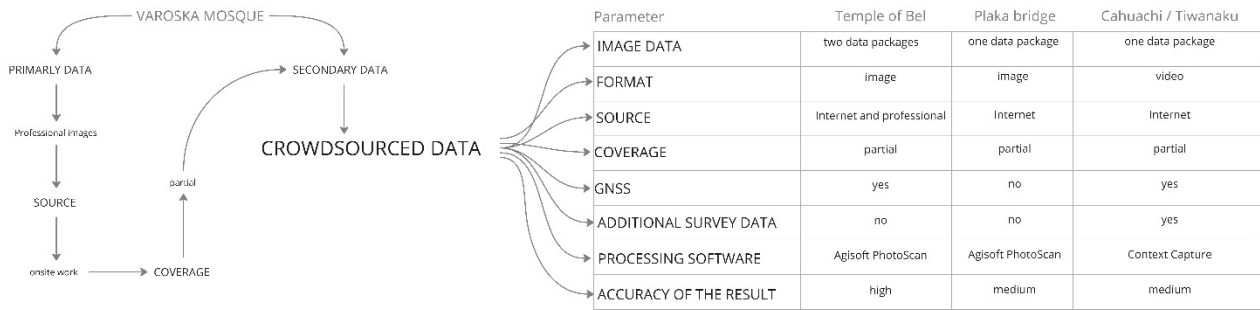 VAROSKA MOSQUE
PRIMARLY DATA
SECONDARY DATA
Professional images
CROWDSOURCED DATA
partial
SOURCE
onsite work
COVERAGE
Parameter Temple of Bel Plaka bridge Cahuachi / Tiwanaku
IMAGE DATA two data packages one data package one data package
FORMAT image image video
SOURCE Internet and professional Internet Internet
COVERAGE partial partial partial
GNSS yes no yes
ADDITIONAL SURVEY DATA no no yes
PROCESSING SOFTWARE Agisoft PhotoScan Agisoft PhotoScan Context Capture
ACCURACY OF THE RESULT high medium medium